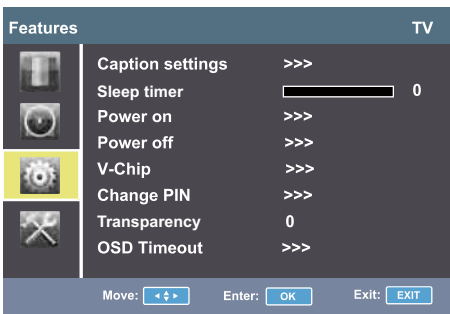 Features TV
Caption settings >>>
Sleep timer 0
Power on >>>
Power off >>>
V-Chip >>>
Change PIN >>>
Transparency 0
OSD Timeout >>>
Move: Enter: OK Exit: EXIT